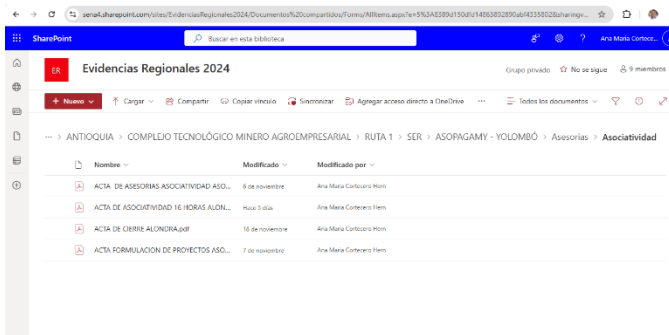 sena4.sharepoint.com/sites/EvidenciasRegionales2024/Documentos%20compartidos/Forms/AllItems.aspx?e=5%3A6389d150dfd14863892890abf4335802&sharingv...
SharePoint
Buscar en esta biblioteca
Ana Maria Cortece...
ER
Evidencias Regionales 2024
Grupo privado
No se sigue
9 miembros
+ Nuevo
Cargar
Compartir
Copiar vínculo
Sincronizar
Agregar acceso directo a OneDrive
...
Todos los documentos
... > ANTIOQUIA > COMPLEJO TECNOLÓGICO MINERO AGROEMPRESARIAL > RUTA 1 > SER > ASOPAGAMY - YOLOMBÓ > Asesorias > Asociatividad
Nombre
Modificado
Modificado por
ACTA DE ASESORIAS ASOCIATIVIDAD ASO...
6 de noviembre
Ana Maria Cortecero Hern
ACTA DE ASOCIATIVIDAD 16 HORAS ALON...
Hace 5 días
Ana Maria Cortecero Hern
ACTA DE CIERRE ALONDRA.pdf
18 de noviembre
Ana Maria Cortecero Hern
ACTA FORMULACION DE PROYECTOS ASO...
7 de noviembre
Ana Maria Cortecero Hern